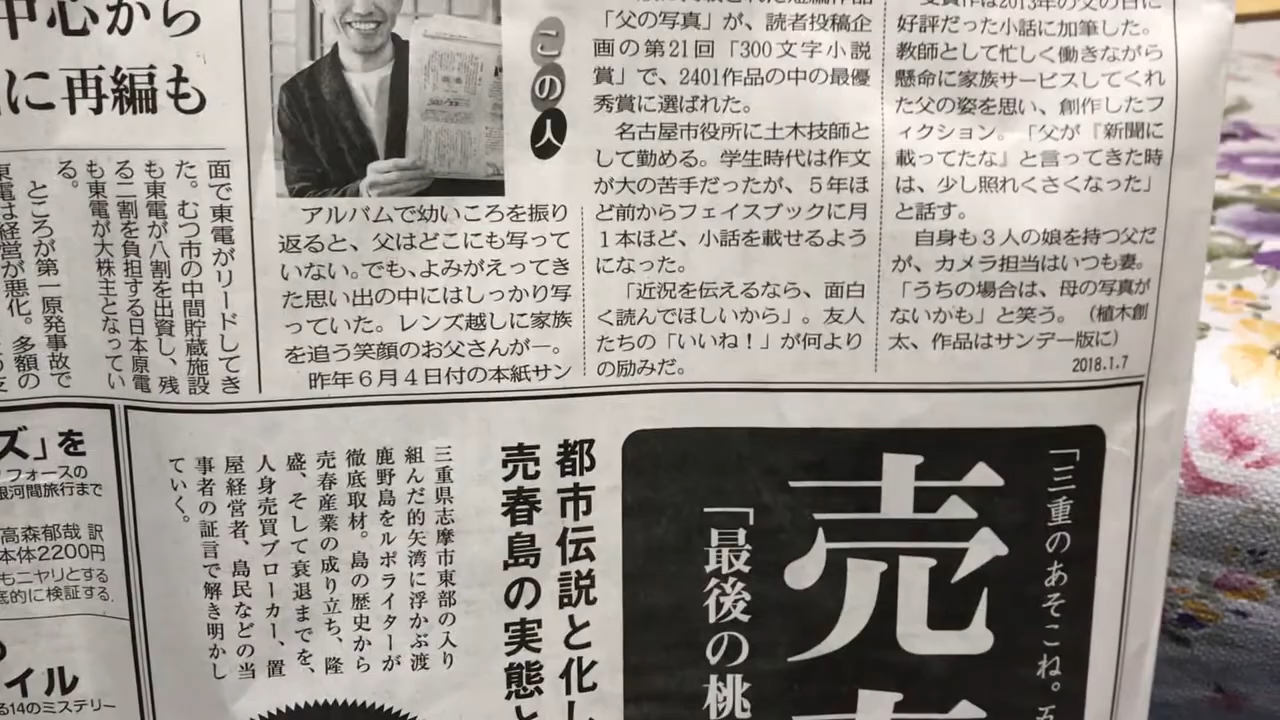 中心から
に再編も
面で東電がリードしてき
た。むつ市の中間貯蔵施設
も東電が八割を出資し、残
る二割を負担する日本原電
も東電が大株主となってい
る。
ところが第一原発事故で
東電は経営が悪化。多額の
この人
アルバムで幼いころを振り
返ると、父はどこにも写って
いない。でも、よみがえってき
た思い出の中にはしっかり写
っていた。レンズ越しに家族
を追う笑顔のお父さんが―。
昨年6月4日付の本紙サン
「父の写真」が、読者投稿企
画の第21回「300文字小説
賞」で、2401作品の中の最優
秀賞に選ばれた。
名古屋市役所に土木技師と
して勤める。学生時代は作文
が大の苦手だったが、5年ほ
ど前からフェイスブックに月
1本ほど、小話を載せるよう
になった。
「近況を伝えるなら、面白
く読んでほしいから」。友人
たちの「いいね!」が何より
の励みだ。
受賞作は2013年の父の日に
好評だった小話に加筆した。
教師として忙しく働きながら
懸命に家族サービスしてくれ
た父の姿を思い、創作したフ
ィクション。「父が『新聞に
載ってたな』と言ってきた時
は、少し照れくさくなった」
と話す。
自身も3人の娘を持つ父だ
が、カメラ担当はいつも妻。
「うちの場合は、母の写真が
ないかも」と笑う。(植木創
太、作品はサンデー版に)
2018.1.7
ズ」を
フォースの
銀河間旅行まで
高森郁哉 訳
本体2200円
もニヤリとする
底的に検証する。
イル
る14のミステリー
「三重のあそこね。五
売
「最後の桃
都市伝説と化し
売春島の実態と
三重県志摩市東部の入り
組んだ的矢湾に浮かぶ渡
鹿野島をルポライターが
徹底取材。島の歴史から
売春産業の成り立ち、隆
盛、そして衰退までを、
人身売買ブローカー、置
屋経営者、島民などの当
事者の証言で解き明かし
ていく。